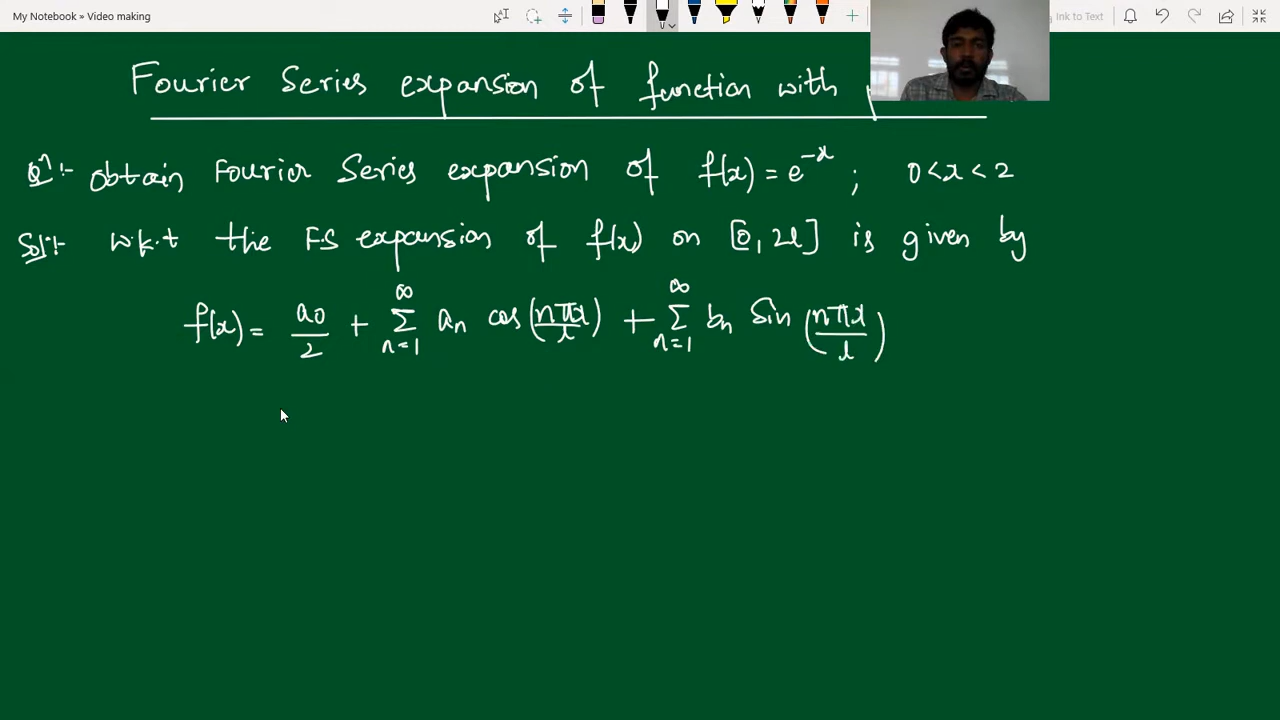 My Notebook » Video making
Ink to Text
Fourier Series expansion of function with
Qn:- obtain Fourier Series expansion of f(x) = e^{-x} ; 0<x<2
Sol:- w.k.t the FS expansion of f(x) on [0, 2l] is given by
f(x) = a0/2 + ∑_{n=1}^{∞} an cos(nπx/l) + ∑_{n=1}^{∞} bn Sin(nπx/l)